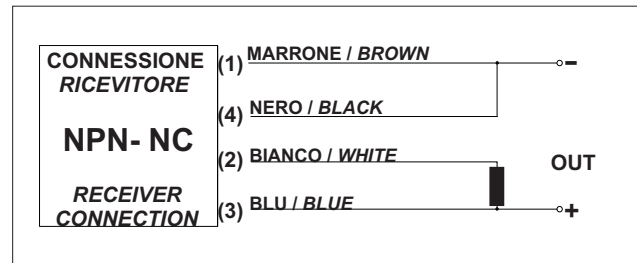 CONNESSIONE
RICEVITORE
NPN- NC
RECEIVER
CONNECTION
(1) MARRONE / BROWN
-
(4) NERO / BLACK
(2) BIANCO / WHITE
OUT
(3) BLU / BLUE
+